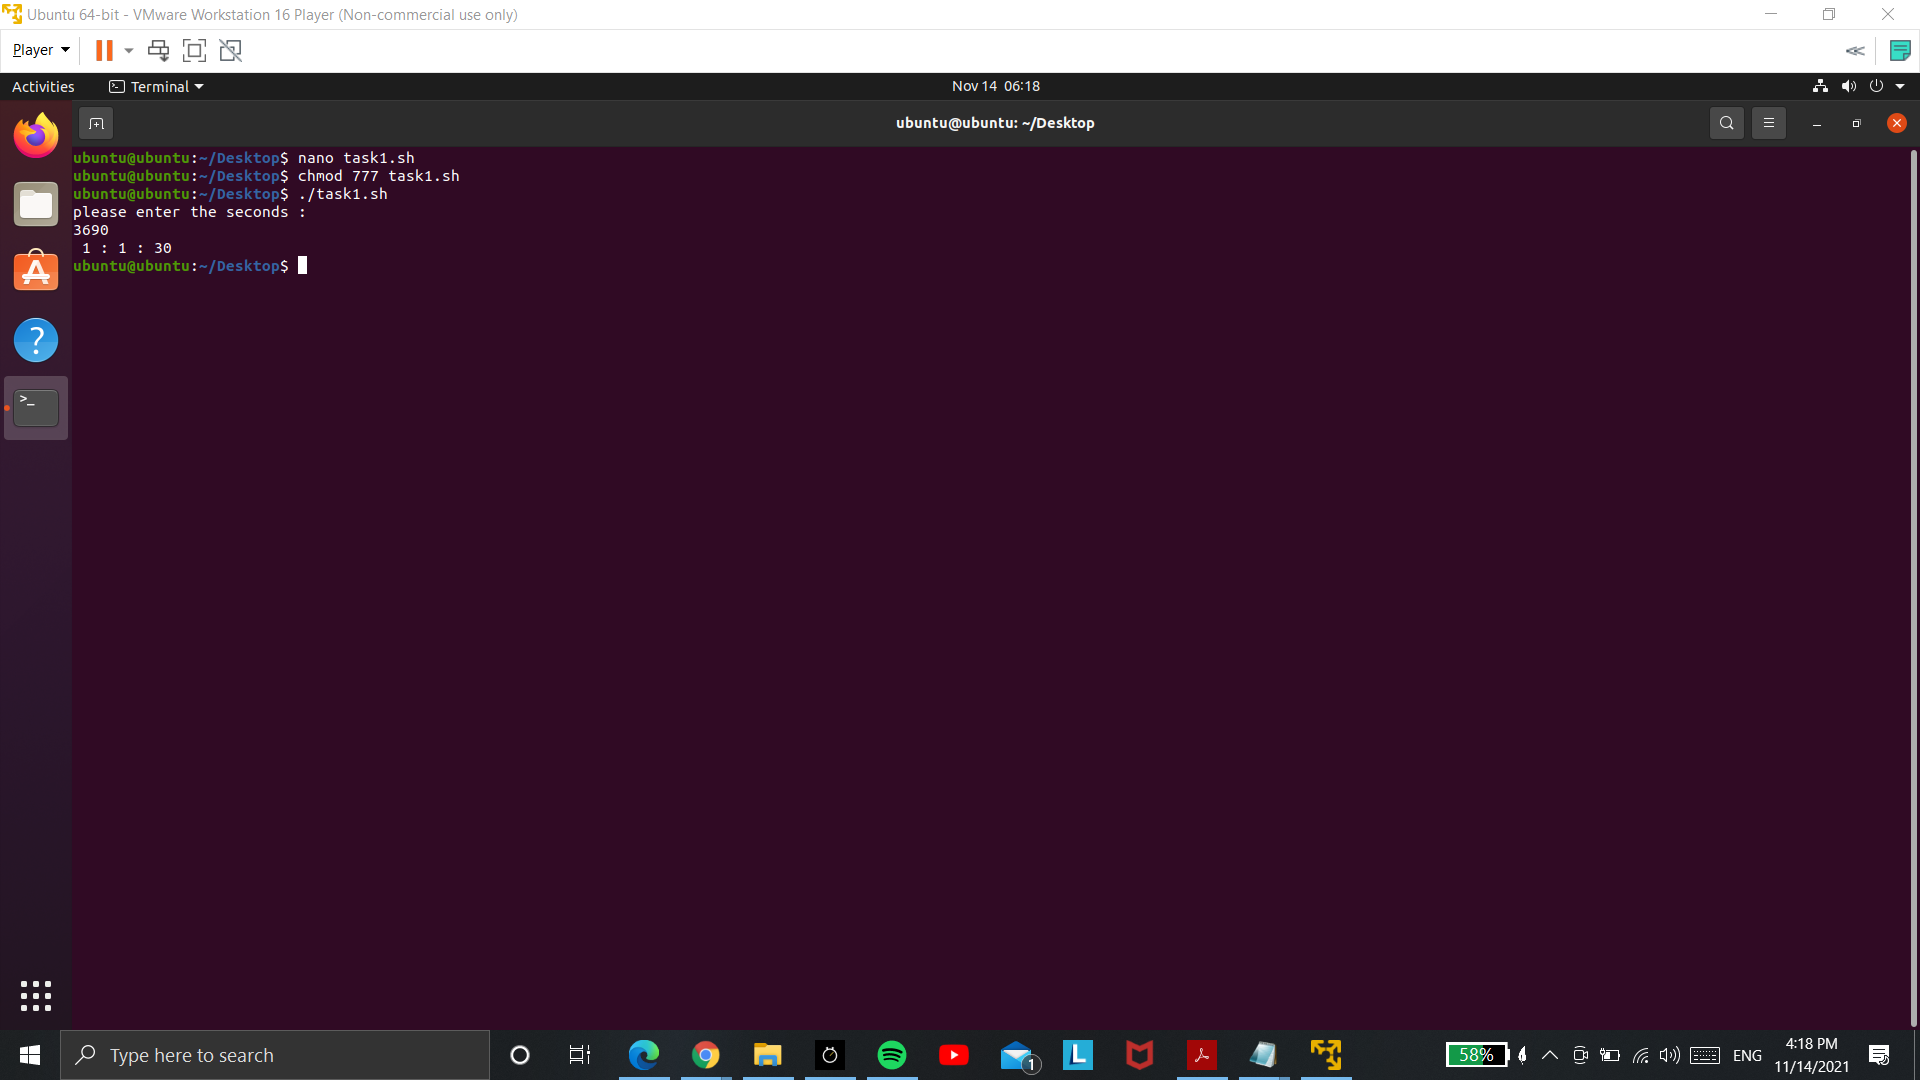 Ubuntu 64-bit - VMware Workstation 16 Player (Non-commercial use only)
Player
Activities
Terminal
Nov 14 06:18
ubuntu@ubuntu: ~/Desktop
ubuntu@ubuntu:~/Desktop$ nano task1.sh
ubuntu@ubuntu:~/Desktop$ chmod 777 task1.sh
ubuntu@ubuntu:~/Desktop$ ./task1.sh
please enter the seconds :
3690
1 : 1 : 30
ubuntu@ubuntu:~/Desktop$
Type here to search
1
L
58%
ENG
4:18 PM
11/14/2021